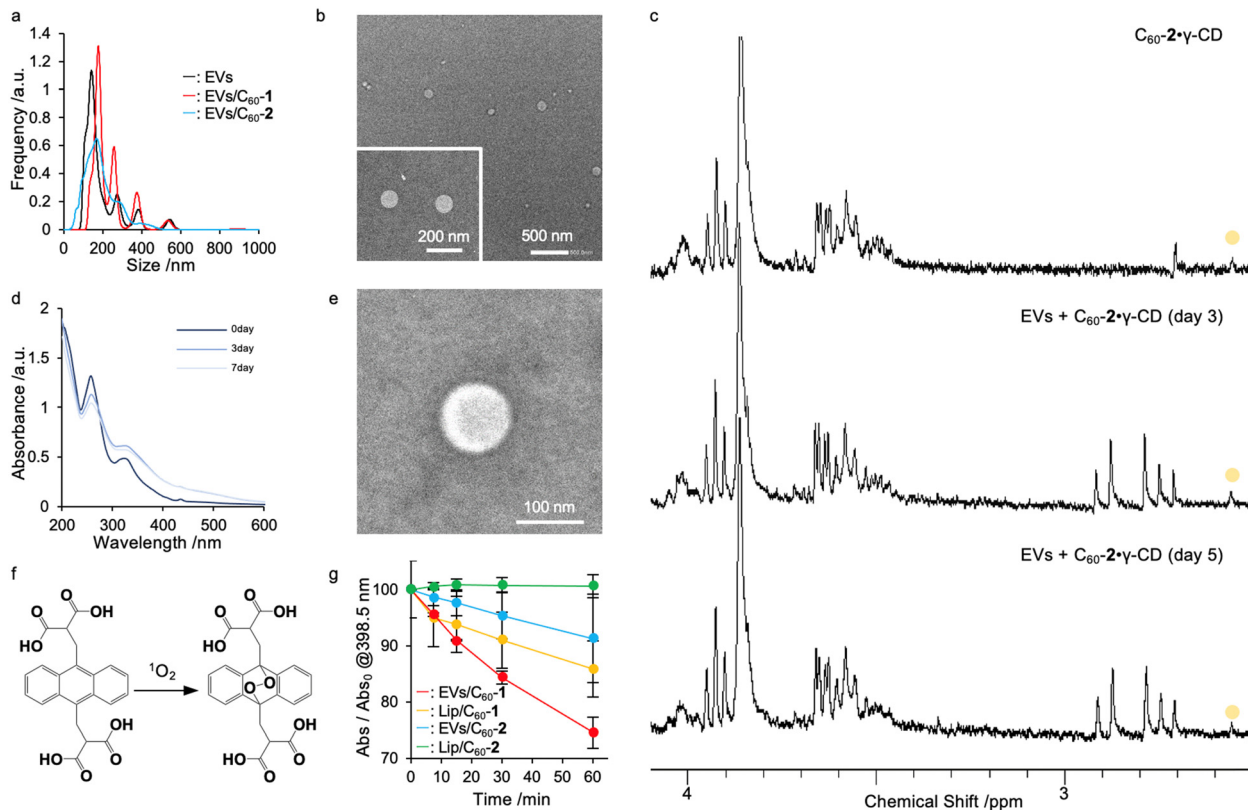 a
1.4
1.2
1
0.8
0.6
0.4
0.2
0
0 200 400 600 800 1000
Frequency /a.u.
Size /nm
: EVs
: EVs/C60-1
: EVs/C60-2
b
200 nm
500 nm
c
C60-2•γ-CD
EVs + C60-2•γ-CD (day 3)
EVs + C60-2•γ-CD (day 5)
4 3
Chemical Shift /ppm
d
2
1.5
1
0.5
0
200 300 400 500 600
Absorbance /a.u.
Wavelength /nm
0day
3day
7day
e
100 nm
f
O OH
HO O
O OH
HO O
¹O₂
O OH
HO O
O
O
O OH
HO O
g
100
90
80
70
0 10 20 30 40 50 60
Abs / Abs0 @398.5 nm
Time /min
: EVs/C60-1
: Lip/C60-1
: EVs/C60-2
: Lip/C60-2